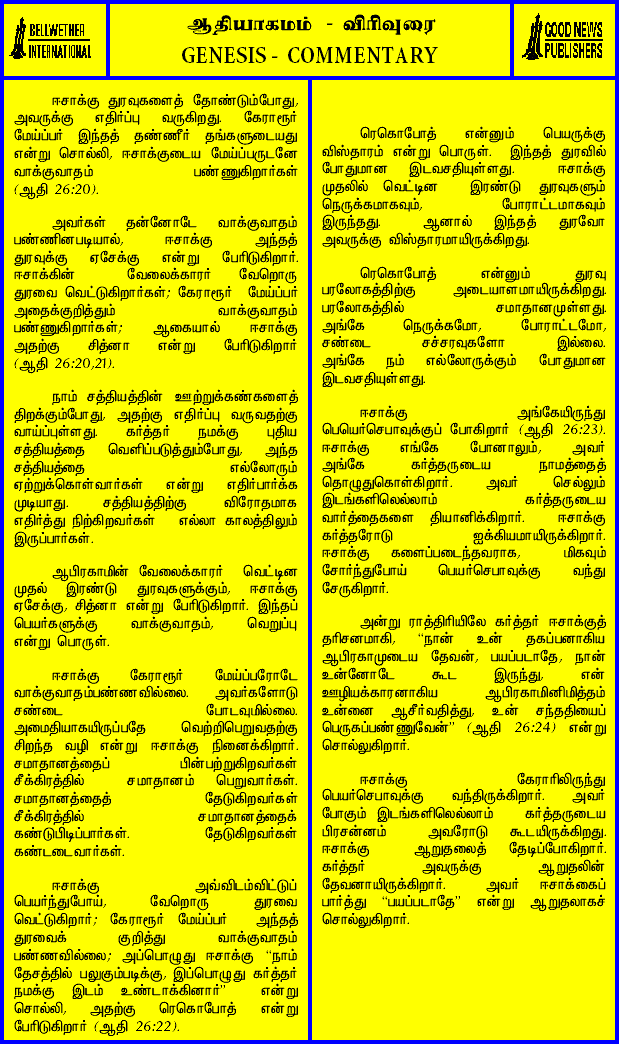 BELLWETHER
INTERNATIONAL
ஆதியாகமம் - விரிவுரை
GENESIS - COMMENTARY
GOOD NEWS
PUBLISHERS
ஈசாக்கு துரவுகளைத் தோண்டும்போது,
அவருக்கு எதிர்ப்பு வருகிறது. கேராரூர்
மேய்ப்பர் இந்தத் தண்ணீர் தங்களுடையது
என்று சொல்லி, ஈசாக்குடைய மேய்ப்பருடனே
வாக்குவாதம் பண்ணுகிறார்கள்
(ஆதி 26:20).
அவர்கள் தன்னோடே வாக்குவாதம்
பண்ணினபடியால், ஈசாக்கு அந்தத்
துரவுக்கு ஏசேக்கு என்று பேரிடுகிறார்.
ஈசாக்கின் வேலைக்காரர் வேறொரு
துரவை வெட்டுகிறார்கள்; கேராரூர் மேய்ப்பர்
அதைக்குறித்தும் வாக்குவாதம்
பண்ணுகிறார்கள்; ஆகையால் ஈசாக்கு
அதற்கு சித்னா என்று பேரிடுகிறார்
(ஆதி 26:20,21).
நாம் சத்தியத்தின் ஊற்றுக்கண்களைத்
திறக்கும்போது, அதற்கு எதிர்ப்பு வருவதற்கு
வாய்ப்புள்ளது. கர்த்தர் நமக்கு புதிய
சத்தியத்தை வெளிப்படுத்தும்போது, அந்த
சத்தியத்தை எல்லோரும்
ஏற்றுக்கொள்வார்கள் என்று எதிர்பார்க்க
முடியாது. சத்தியத்திற்கு விரோதமாக
எதிர்த்து நிற்கிறவர்கள் எல்லா காலத்திலும்
இருப்பார்கள்.
ஆபிரகாமின் வேலைக்காரர் வெட்டின
முதல் இரண்டு துரவுகளுக்கும், ஈசாக்கு
ஏசேக்கு, சித்னா என்று பேரிடுகிறார். இந்தப்
பெயர்களுக்கு வாக்குவாதம், வெறுப்பு
என்று பொருள்.
ஈசாக்கு கேராரூர் மேய்ப்பரோடே
வாக்குவாதம்பண்ணவில்லை. அவர்களோடு
சண்டை போடவுமில்லை.
அமைதியாகயிருப்பதே வெற்றிபெறுவதற்கு
சிறந்த வழி என்று ஈசாக்கு நினைக்கிறார்.
சமாதானத்தைப் பின்பற்றுகிறவர்கள்
சீக்கிரத்தில் சமாதானம் பெறுவார்கள்.
சமாதானத்தைத் தேடுகிறவர்கள்
சீக்கிரத்தில் சமாதானத்தைக்
கண்டுபிடிப்பார்கள். தேடுகிறவர்கள்
கண்டடைவார்கள்.
ஈசாக்கு அவ்விடம்விட்டுப்
பெயர்ந்துபோய், வேறொரு துரவை
வெட்டுகிறார்; கேராரூர் மேய்ப்பர் அந்தத்
துரவைக் குறித்து வாக்குவாதம்
பண்ணவில்லை; அப்பொழுது ஈசாக்கு “நாம்
தேசத்தில் பலுகும்படிக்கு, இப்பொழுது கர்த்தர்
நமக்கு இடம் உண்டாக்கினார்” என்று
சொல்லி, அதற்கு ரெகொபோத் என்று
பேரிடுகிறார் (ஆதி 26:22).
ரெகொபோத் என்னும் பெயருக்கு
விஸ்தாரம் என்று பொருள். இந்தத் துரவில்
போதுமான இடவசதியுள்ளது. ஈசாக்கு
முதலில் வெட்டின இரண்டு துரவுகளும்
நெருக்கமாகவும், போராட்டமாகவும்
இருந்தது. ஆனால் இந்தத் துரவோ
அவருக்கு விஸ்தாரமாயிருக்கிறது.
ரெகொபோத் என்னும் துரவு
பரலோகத்திற்கு அடையாளமாயிருக்கிறது.
பரலோகத்தில் சமாதானமுள்ளது.
அங்கே நெருக்கமோ, போராட்டமோ,
சண்டை சச்சரவுகளோ இல்லை.
அங்கே நம் எல்லோருக்கும் போதுமான
இடவசதியுள்ளது.
ஈசாக்கு அங்கேயிருந்து
பெயெர்செபாவுக்குப் போகிறார் (ஆதி 26:23).
ஈசாக்கு எங்கே போனாலும், அவர்
அங்கே கர்த்தருடைய நாமத்தைத்
தொழுதுகொள்கிறார். அவர் செல்லும்
இடங்களிலெல்லாம் கர்த்தருடைய
வார்த்தைகளை தியானிக்கிறார். ஈசாக்கு
கர்த்தரோடு ஐக்கியமாயிருக்கிறார்.
ஈசாக்கு களைப்படைந்தவராக, மிகவும்
சோர்ந்துபோய் பெயர்செபாவுக்கு வந்து
சேருகிறார்.
அன்று ராத்திரியிலே கர்த்தர் ஈசாக்குத்
தரிசனமாகி, “நான் உன் தகப்பனாகிய
ஆபிரகாமுடைய தேவன், பயப்படாதே, நான்
உன்னோடே கூட இருந்து, என்
ஊழியக்காரனாகிய ஆபிரகாமினிமித்தம்
உன்னை ஆசீர்வதித்து, உன் சந்ததியைப்
பெருகப்பண்ணுவேன்” (ஆதி 26:24) என்று
சொல்லுகிறார்.
ஈசாக்கு கேராரிலிருந்து
பெயர்செபாவுக்கு வந்திருக்கிறார். அவர்
போகும் இடங்களிலெல்லாம் கர்த்தருடைய
பிரசன்னம் அவரோடு கூடயிருக்கிறது.
ஈசாக்கு ஆறுதலைத் தேடிப்போகிறார்.
கர்த்தர் அவருக்கு ஆறுதலின்
தேவனாயிருக்கிறார். அவர் ஈசாக்கைப்
பார்த்து “பயப்படாதே” என்று ஆறுதலாகச்
சொல்லுகிறார்.